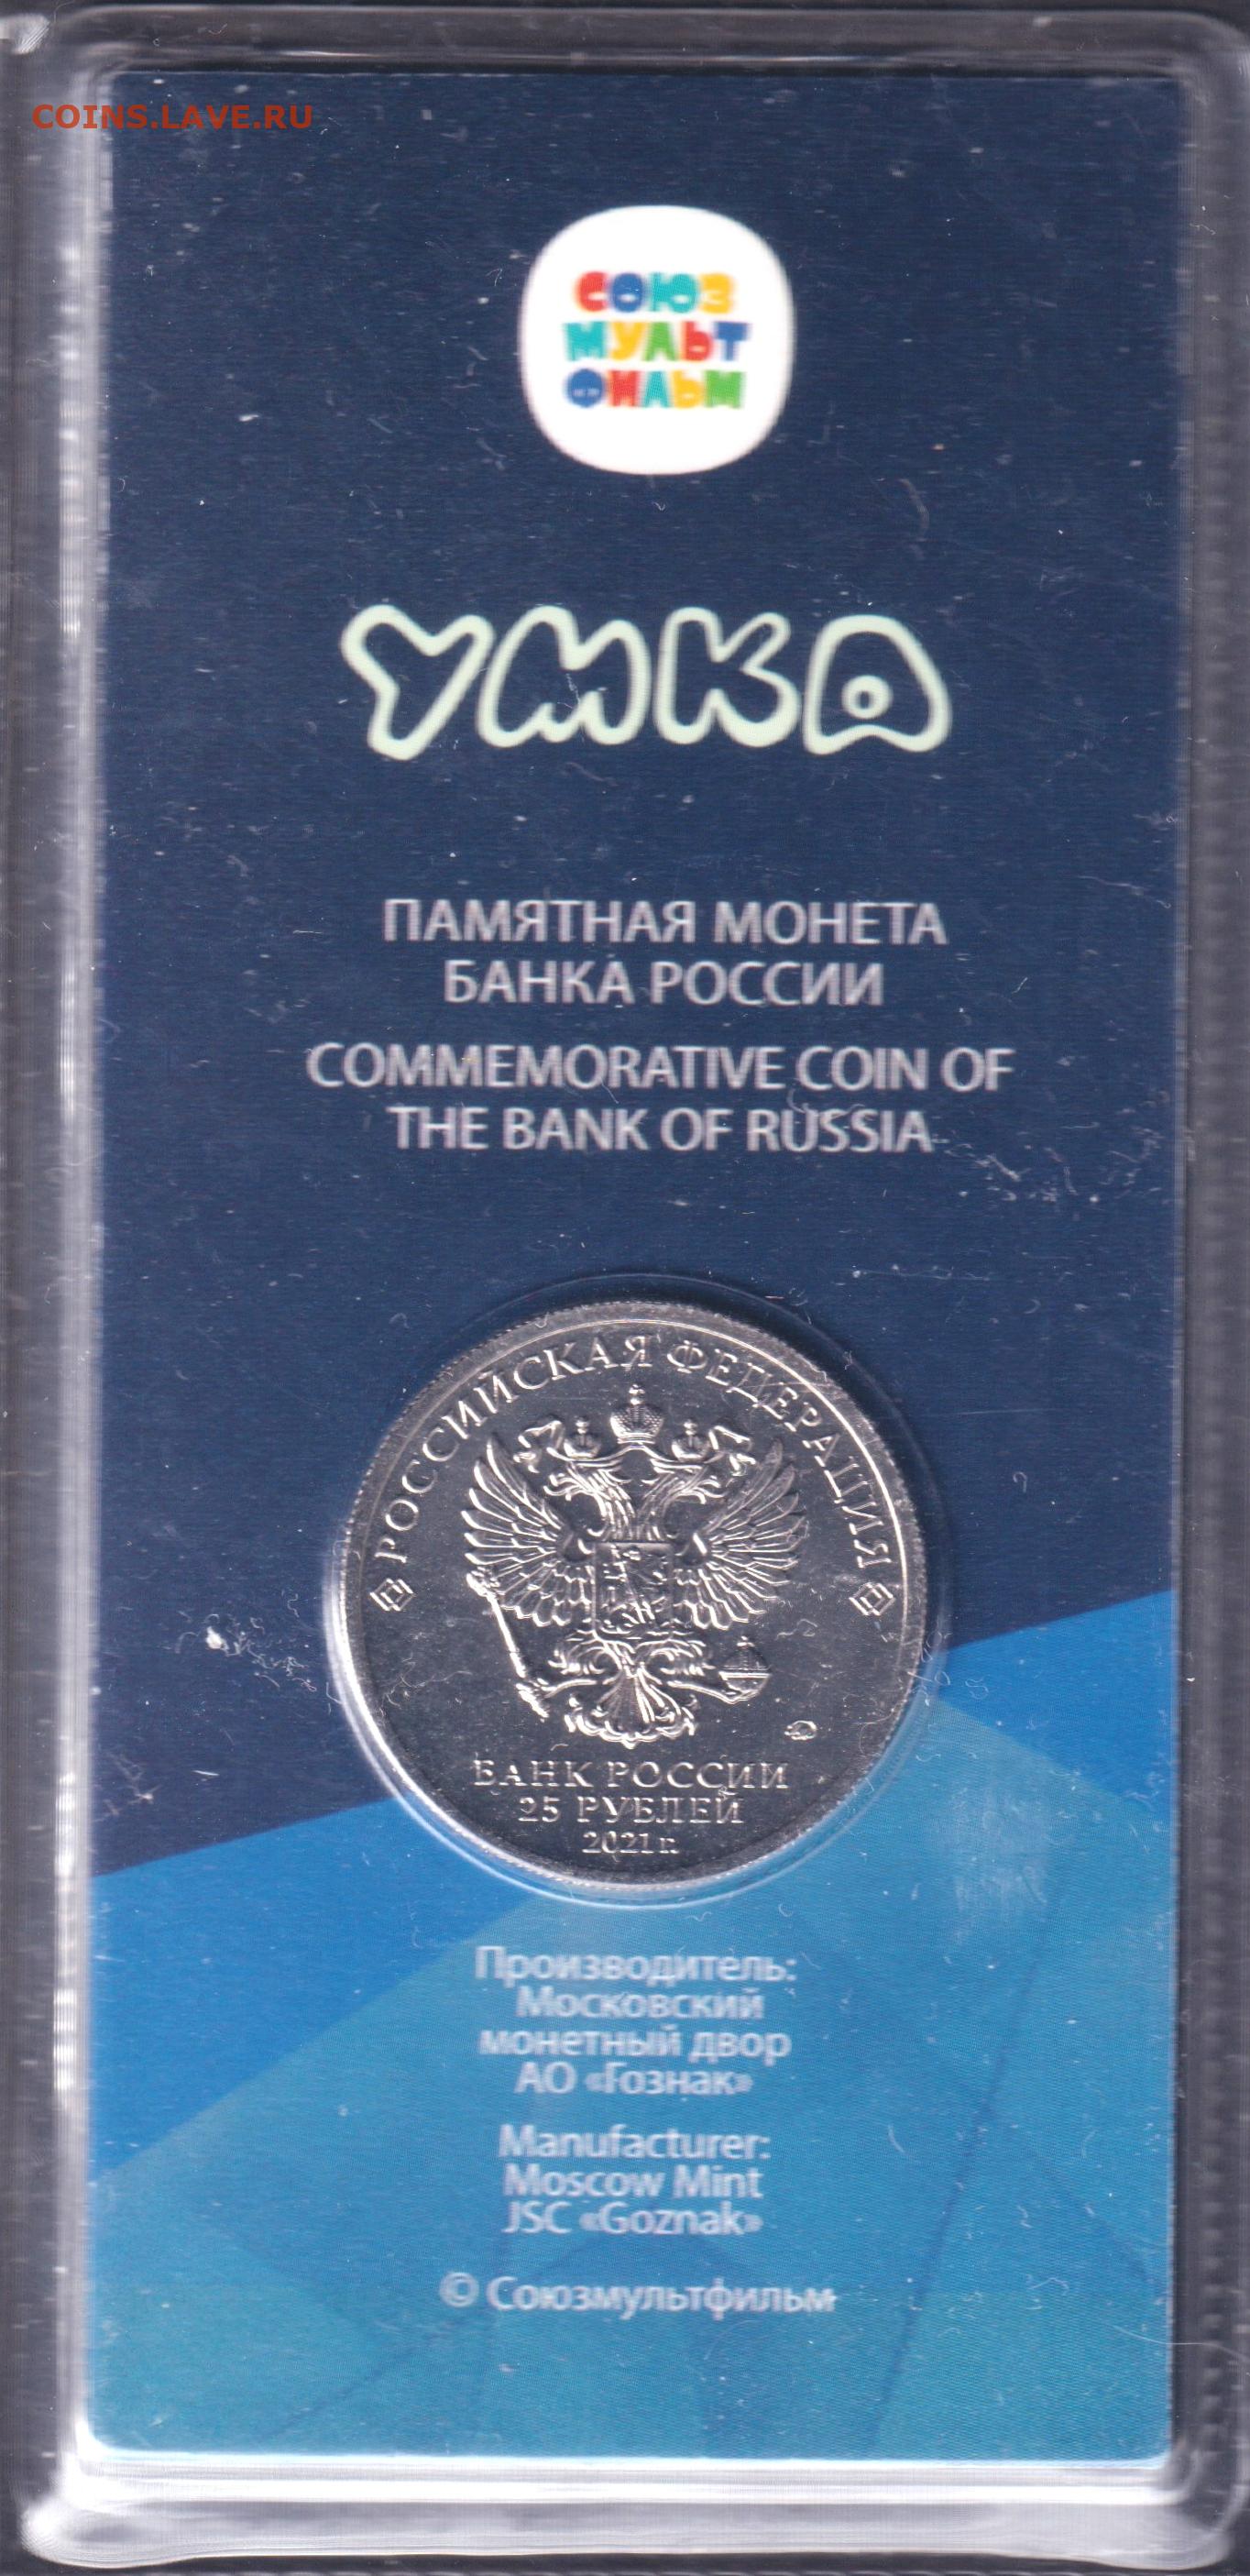 COINS.LAVE.RU
СОЮЗ
МУЛЬТ
ФИЛЬМ
УМКА
ПАМЯТНАЯ МОНЕТА
БАНКА РОССИИ
COMMEMORATIVE COIN OF
THE BANK OF RUSSIA
РОССИЙСКАЯ ФЕДЕРАЦИЯ
БАНК РОССИИ
25 РУБЛЕЙ
2021 г.
Производитель:
Московский
монетный двор
АО «Гознак»
Manufacturer:
Moscow Mint
JSC «Goznak»
© Союзмультфильм